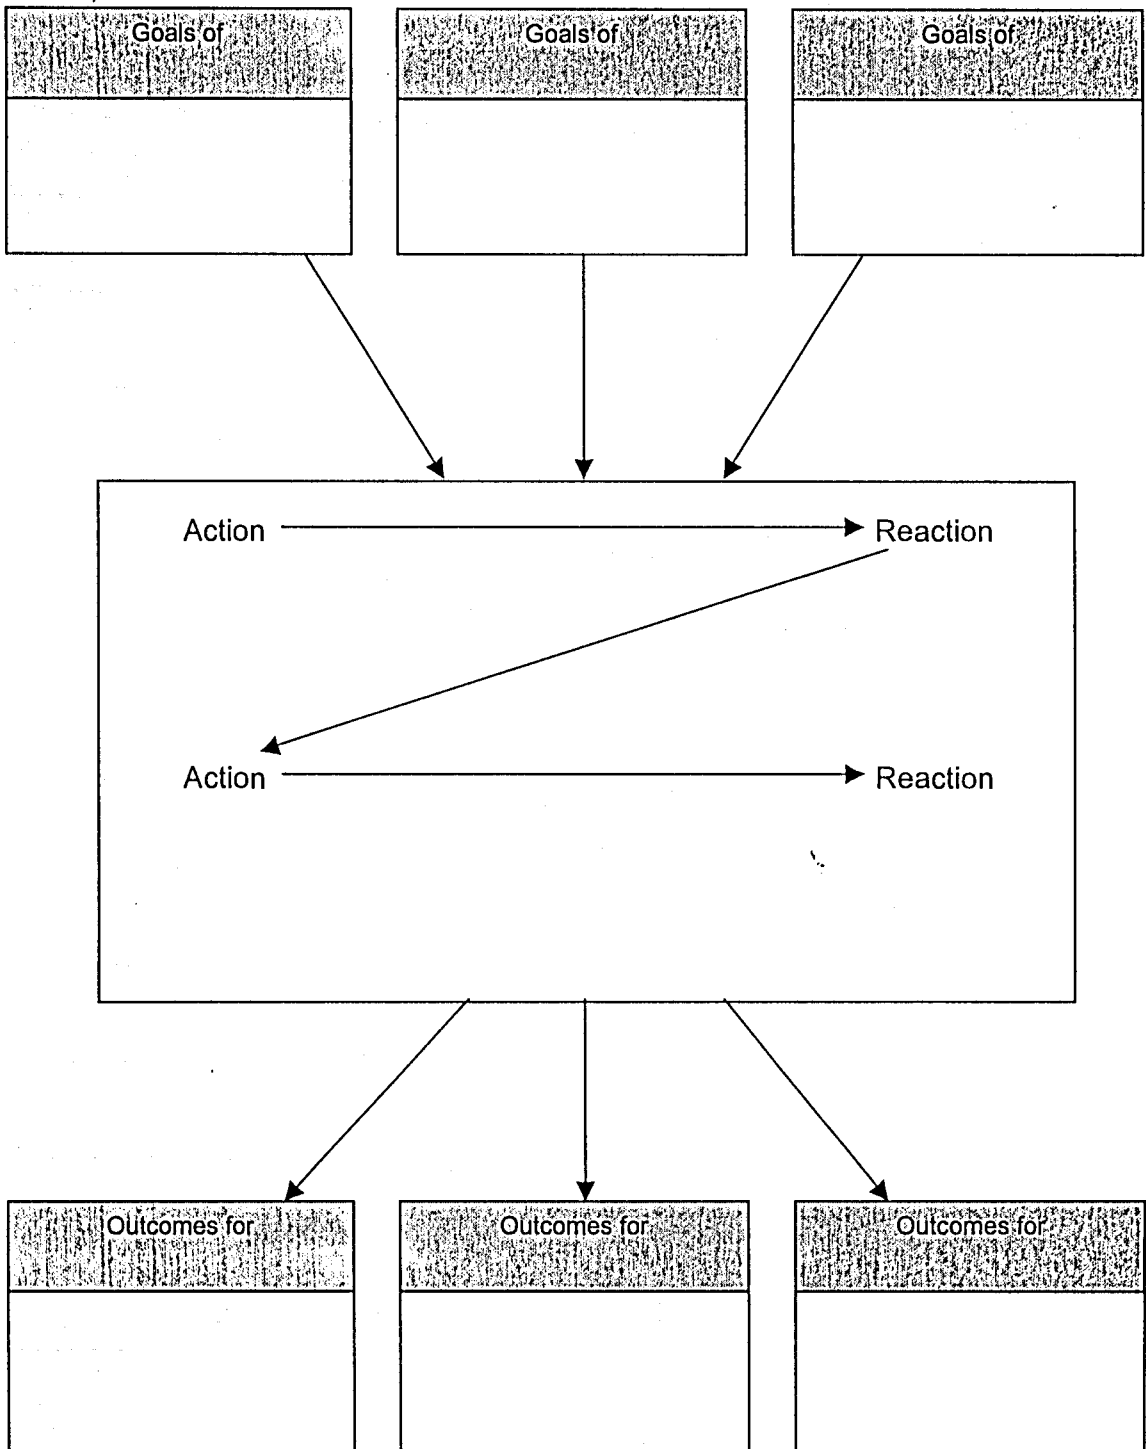 Goals of
Goals of
Goals of
Action
Reaction
Action
Reaction
Outcomes for
Outcomes for
Outcomes for